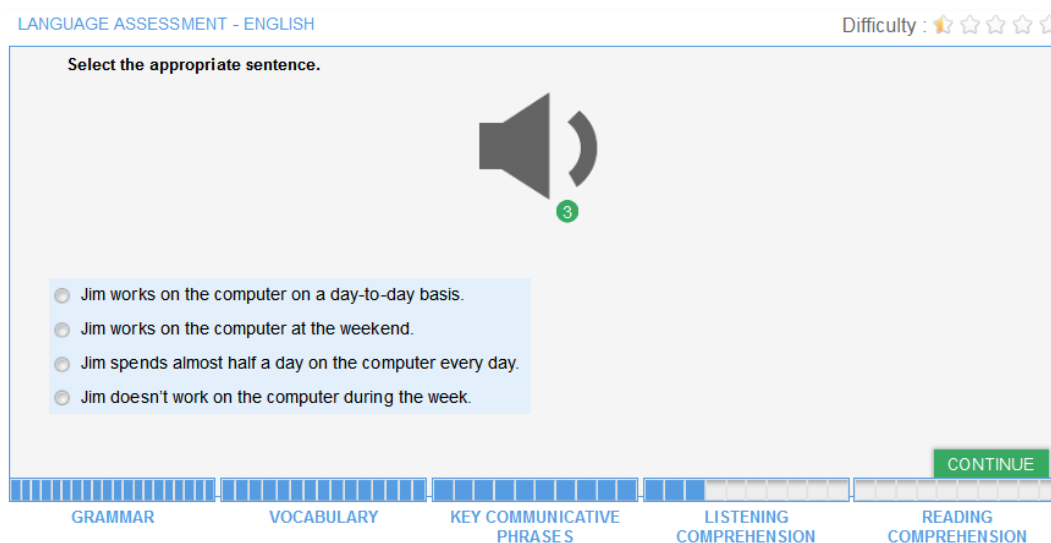 LANGUAGE ASSESSMENT - ENGLISH
Difficulty :
Select the appropriate sentence.
3
Jim works on the computer on a day-to-day basis.
Jim works on the computer at the weekend.
Jim spends almost half a day on the computer every day.
Jim doesn't work on the computer during the week.
CONTINUE
GRAMMAR
VOCABULARY
KEY COMMUNICATIVE
PHRASES
LISTENING
COMPREHENSION
READING
COMPREHENSION